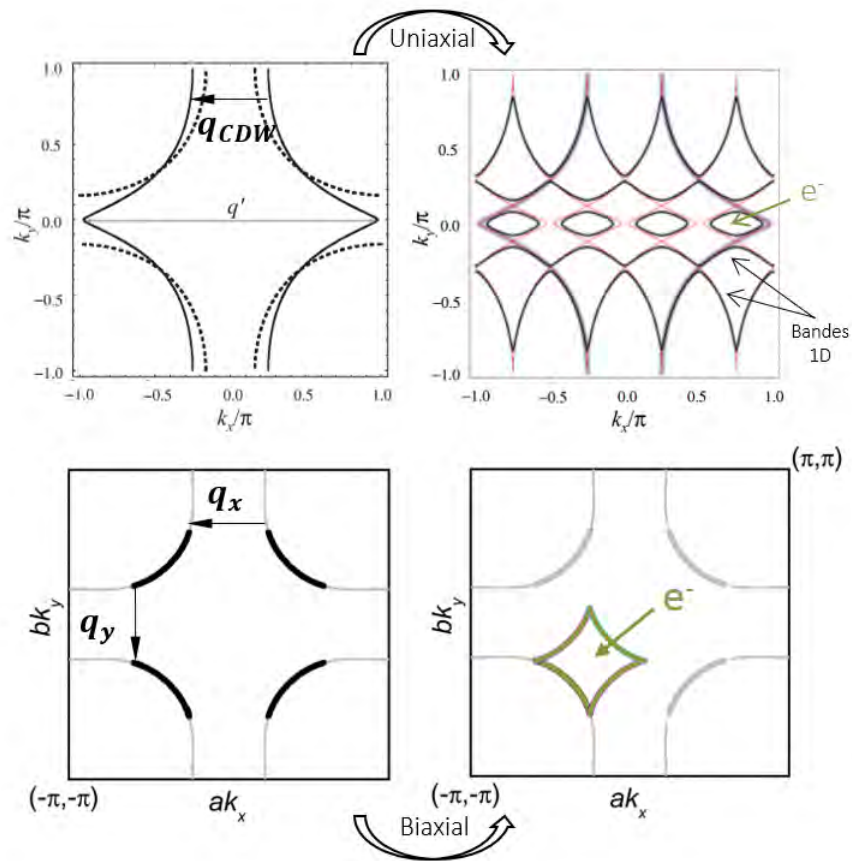 Uniaxial
1.0
0.5
0.0
-0.5
-1.0
k_y/π
q_CDW
q'
-1.0 -0.5 0.0 0.5 1.0
k_x/π
1.0
0.5
0.0
-0.5
-1.0
k_y/π
e⁻
Bandes
1D
-1.0 -0.5 0.0 0.5 1.0
k_x/π
q_x
q_y
bk_y
(-π,-π)
ak_x
(π,π)
e⁻
bk_y
(-π,-π)
ak_x
Biaxial